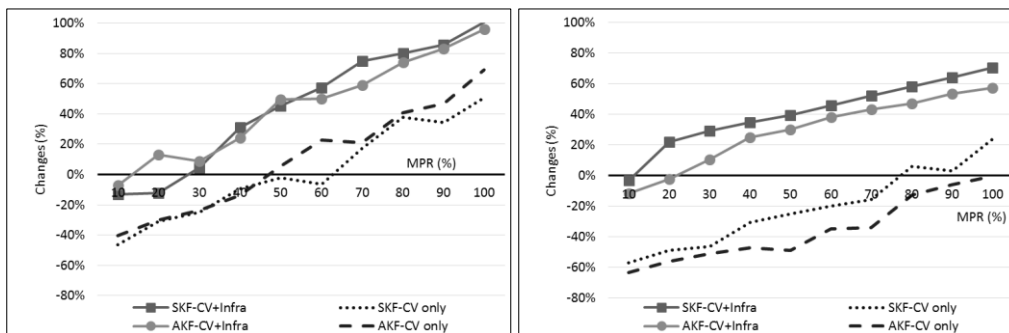 100%
80%
60%
40%
20%
0%
-20%
-40%
-60%
-80%
Changes (%)
MPR (%)
10 20 30 40 50 60 70 80 90 100
SKF-CV+Infra SKF-CV only
AKF-CV+Infra AKF-CV only
100%
80%
60%
40%
20%
0%
-20%
-40%
-60%
-80%
Changes (%)
10 20 30 40 50 60 70 80 90 100
MPR (%)
SKF-CV+Infra SKF-CV only
AKF-CV+Infra AKF-CV only